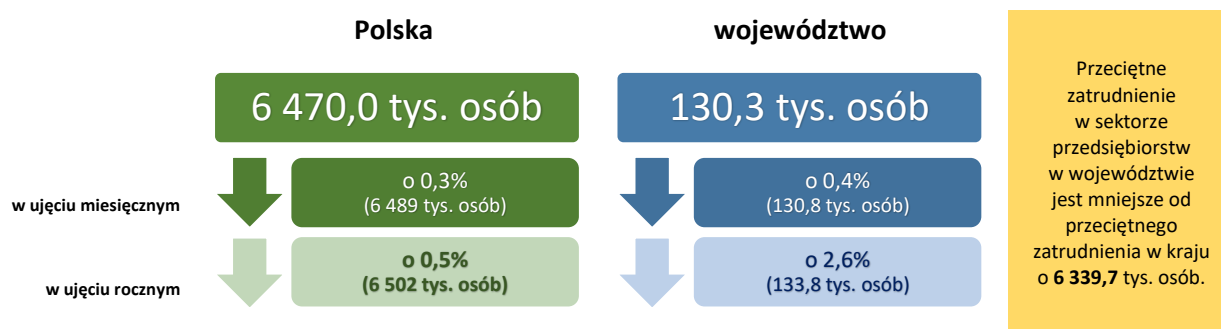 Polska
województwo
6 470,0 tys. osób
130,3 tys. osób
w ujęciu miesięcznym
o 0,3%
(6 489 tys. osób)
o 0,4%
(130,8 tys. osób)
w ujęciu rocznym
o 0,5%
(6 502 tys. osób)
o 2,6%
(133,8 tys. osób)
Przeciętne
zatrudnienie
w sektorze
przedsiębiorstw
w województwie
jest mniejsze od
przeciętnego
zatrudnienia w kraju
o 6 339,7 tys. osób.